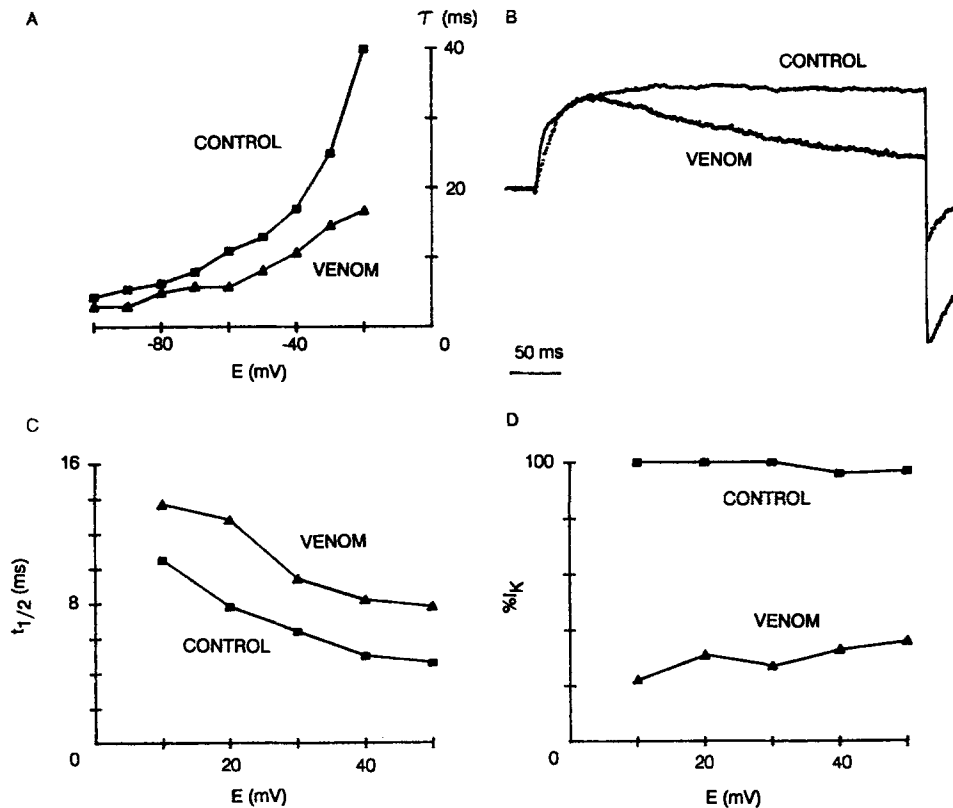 A
τ (ms)
40
CONTROL
20
VENOM
-80
-40
0
E (mV)
B
CONTROL
VENOM
50 ms
C
16
VENOM
t1/2 (ms)
8
CONTROL
0
20
40
E (mV)
D
100
CONTROL
%IK
VENOM
0
20
40
E (mV)